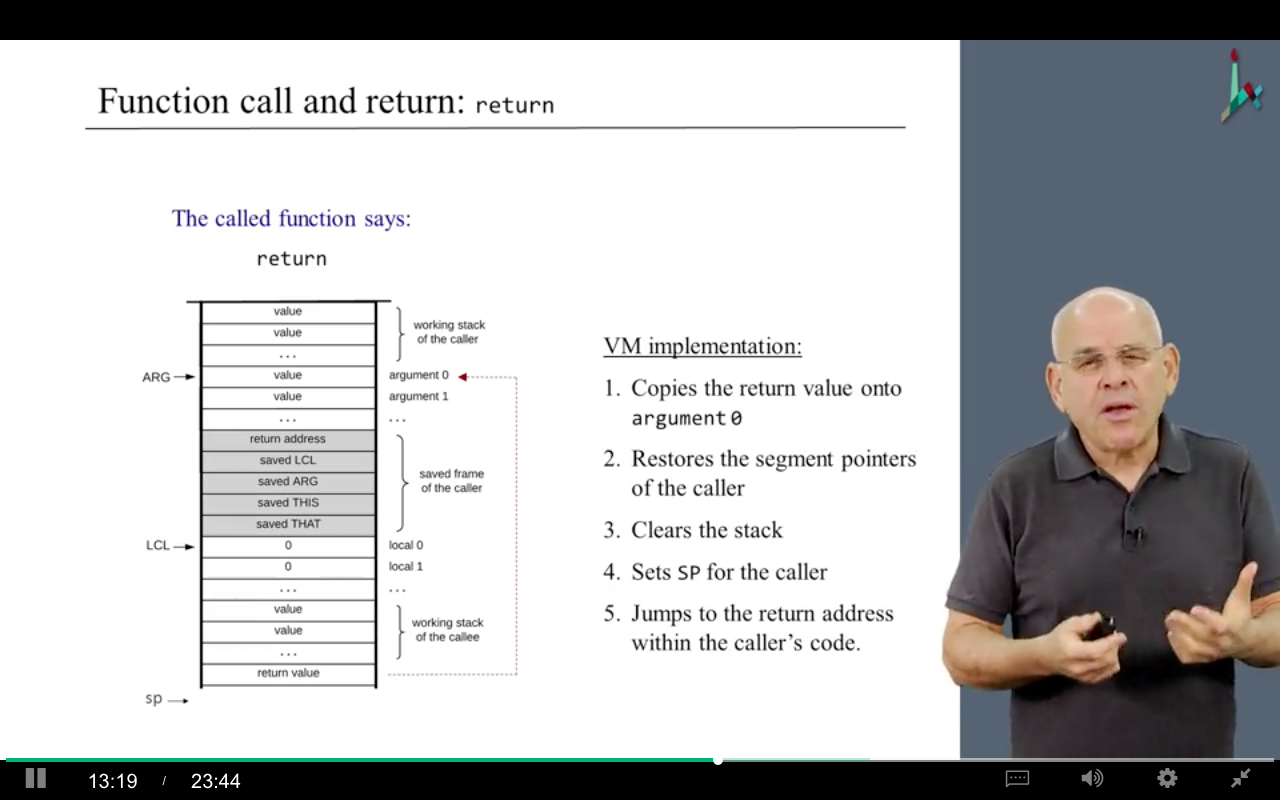 Function call and return: return
The called function says:
return
value
value
...
working stack
of the caller
ARG
value
argument 0
value
argument 1
...
...
return address
saved LCL
saved ARG
saved THIS
saved THAT
saved frame
of the caller
LCL
0
local 0
0
local 1
...
...
value
value
...
working stack
of the callee
return value
sp
VM implementation:
1. Copies the return value onto
argument 0
2. Restores the segment pointers
of the caller
3. Clears the stack
4. Sets SP for the caller
5. Jumps to the return address
within the caller's code.
13:19 / 23:44